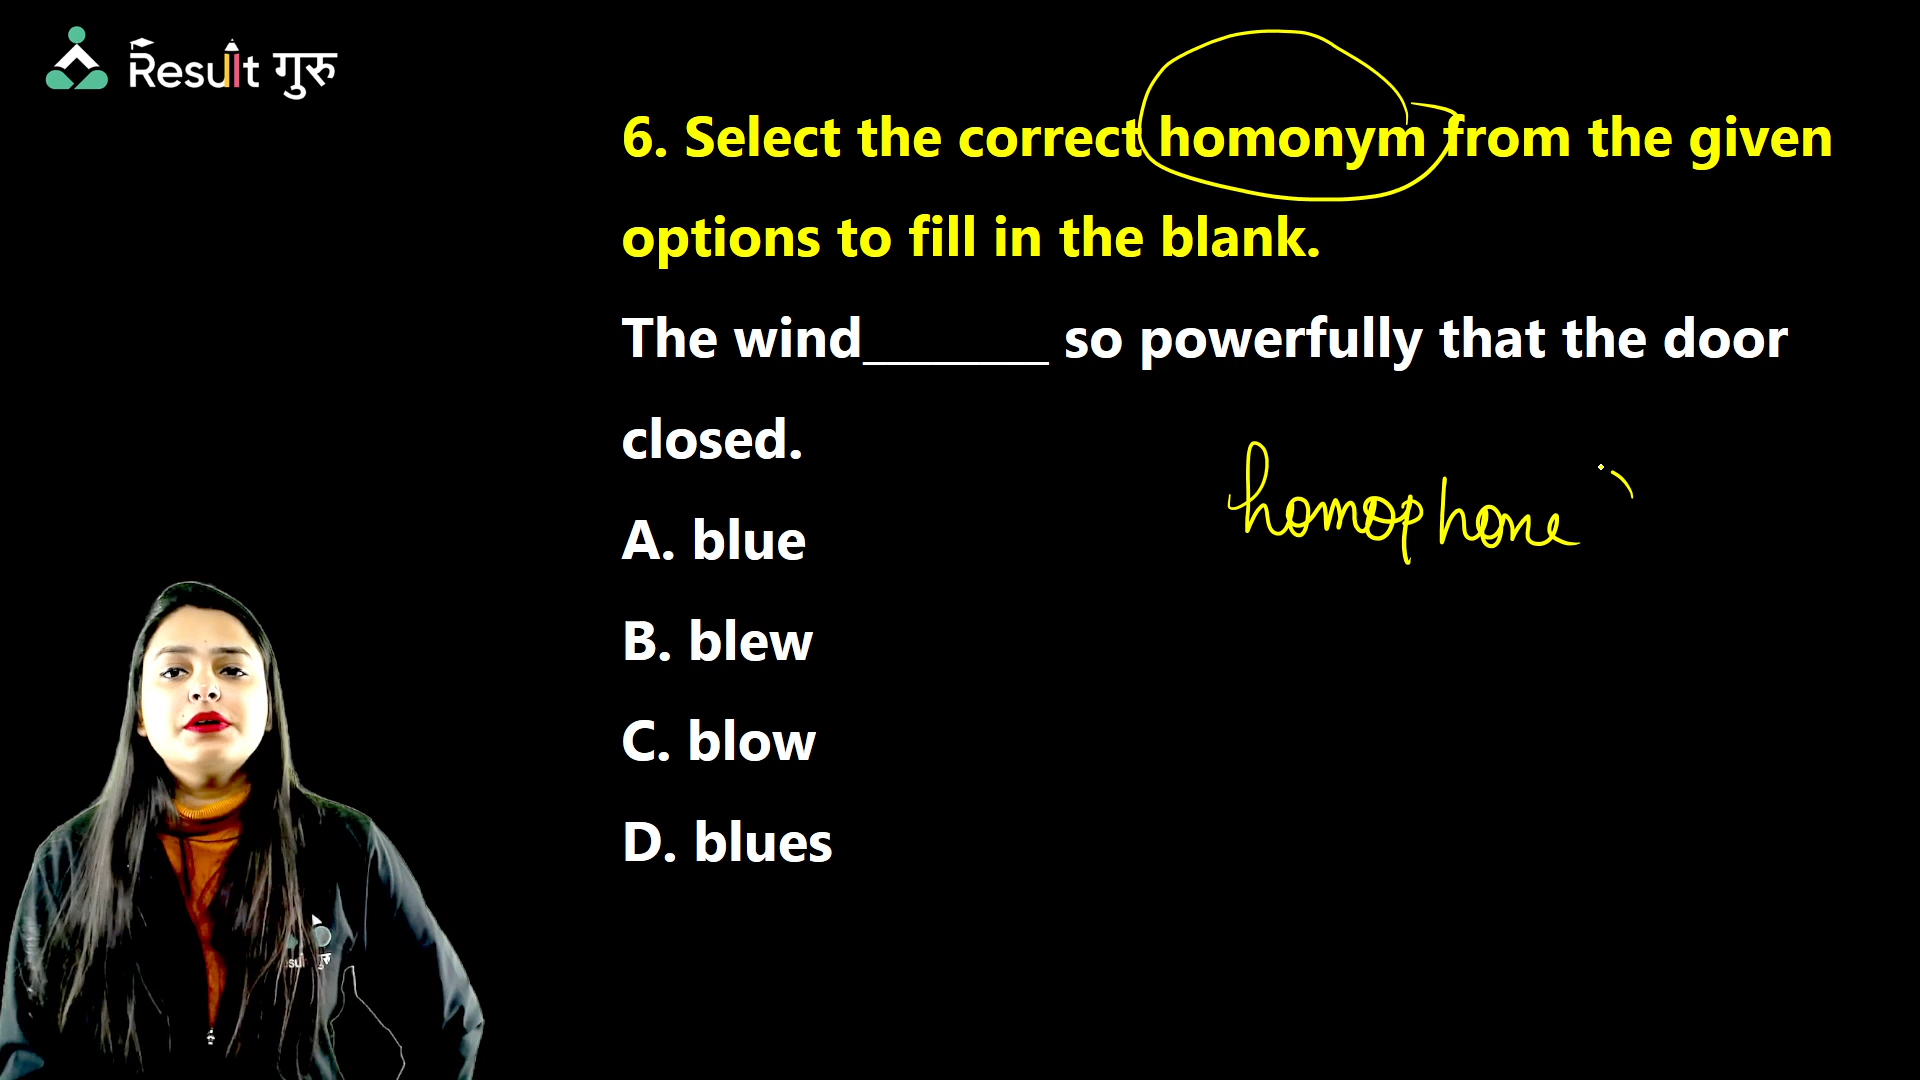 Result गुरु
6. Select the correct homonym from the given
options to fill in the blank.
The wind_______ so powerfully that the door
closed.
homophone
A. blue
B. blew
C. blow
D. blues